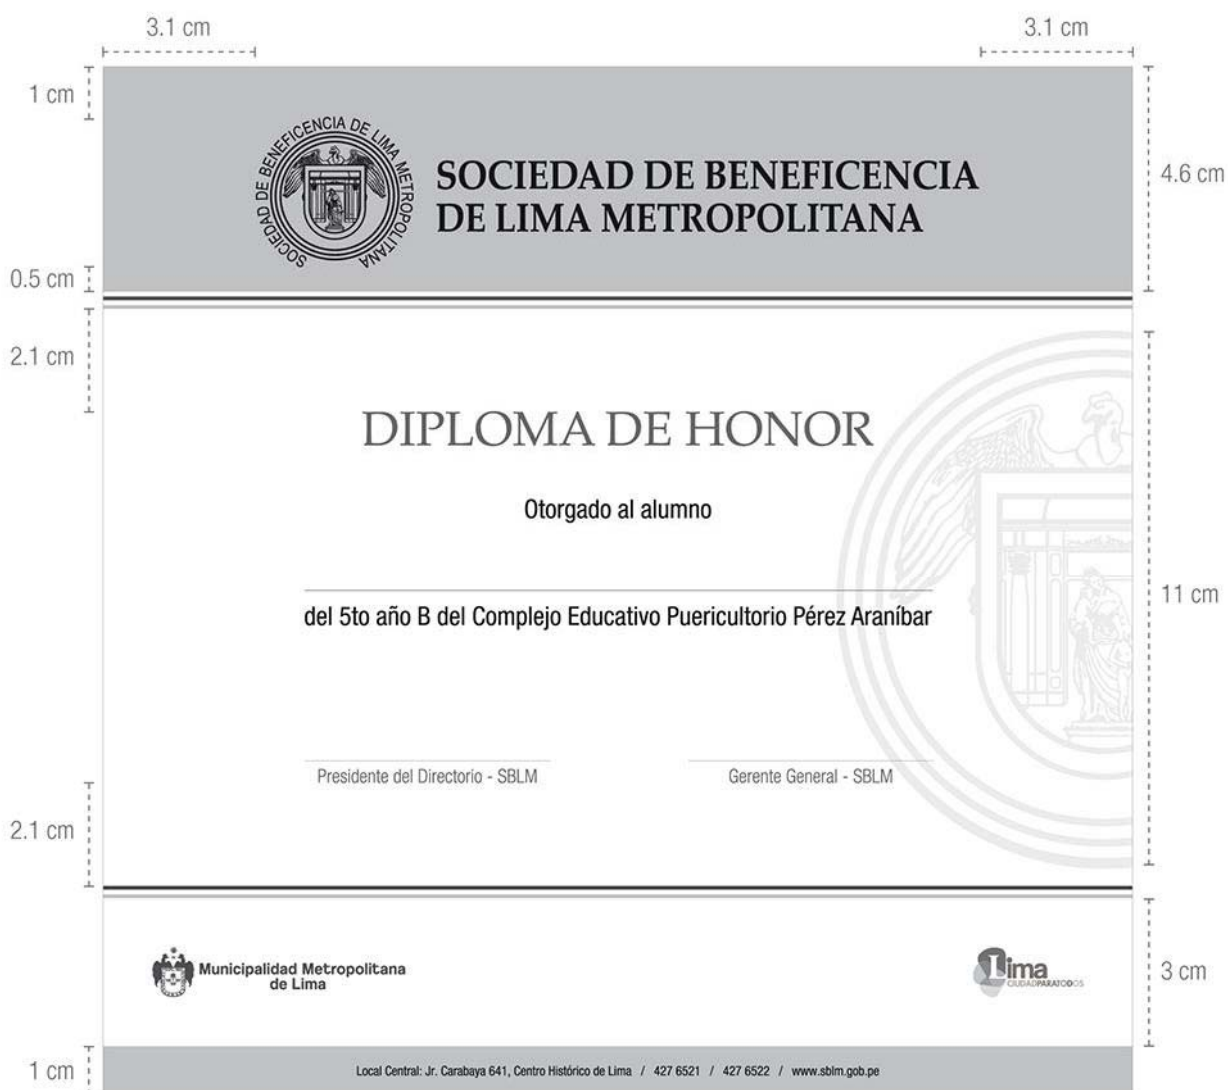 3.1 cm
3.1 cm
1 cm
4.6 cm
SOCIEDAD DE BENEFICENCIA DE LIMA METROPOLITANA
SOCIEDAD DE BENEFICENCIA
DE LIMA METROPOLITANA
0.5 cm
2.1 cm
DIPLOMA DE HONOR
Otorgado al alumno
11 cm
del 5to año B del Complejo Educativo Puericultorio Pérez Araníbar
Presidente del Directorio - SBLM
Gerente General - SBLM
2.1 cm
Municipalidad Metropolitana
de Lima
Lima
CIUDADPARATODOS
3 cm
1 cm
Local Central: Jr. Carabaya 641, Centro Histórico de Lima / 427 6521 / 427 6522 / www.sblm.gob.pe